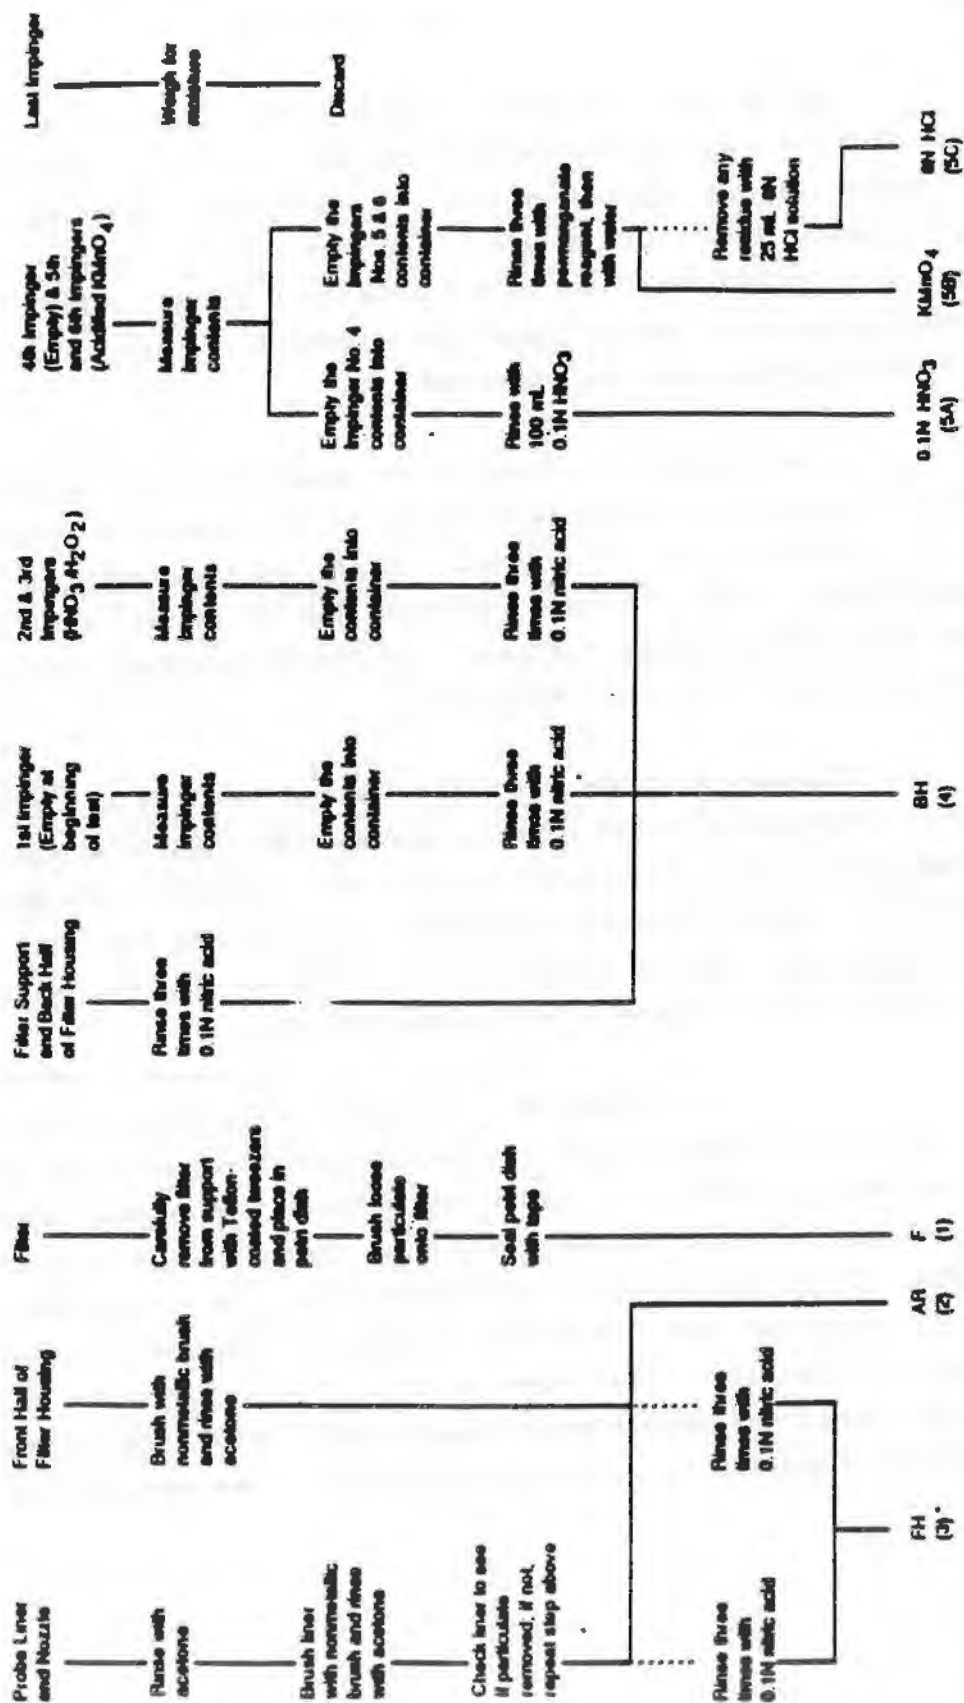 Probe Liner
and Nozzle
Rinse with
acetone
Brush liner
with nonmetallic
brush and rinse
with acetone
Check liner to see
if particulate
removed; if not,
repeat step above
Rinse three
times with
0.1N nitric acid
FH
(3) *
Front Half of
Filter Housing
Brush with
nonmetallic brush
and rinse with
acetone
Rinse three
times with
0.1N nitric acid
AR
(2)
Filter
Carefully
remove filter
from support
with Teflon-
coated tweezers
and place in
petri dish
Brush loose
particulate
onto filter
Seal petri dish
with tape
F
(1)
Filter Support
and Back Half
of Filter Housing
Rinse three
times with
0.1N nitric acid
1st Impinger
(Empty at
beginning
of test)
Measure
impinger
contents
Empty the
contents into
container
Rinse three
times with
0.1N nitric acid
BH
(4)
2nd & 3rd
Impingers
(HNO3/H2O2)
Measure
impinger
contents
Empty the
contents into
container
Rinse three
times with
0.1N nitric acid
4th Impinger
(Empty) & 5th
and 6th Impingers
(Acidified KMnO4)
Measure
impinger
contents
Empty the
Impinger No. 4
contents into
container
Rinse with
100 mL
0.1N HNO3
0.1N HNO3
(5A)
Empty the
Impingers
Nos. 5 & 6
contents into
container
Rinse three
times with
permanganate
reagent, then
with water
KMnO4
(5B)
Remove any
residue with
25 mL 8N
HCl solution
8N HCl
(5C)
Last Impinger
Weigh for
moisture
Discard